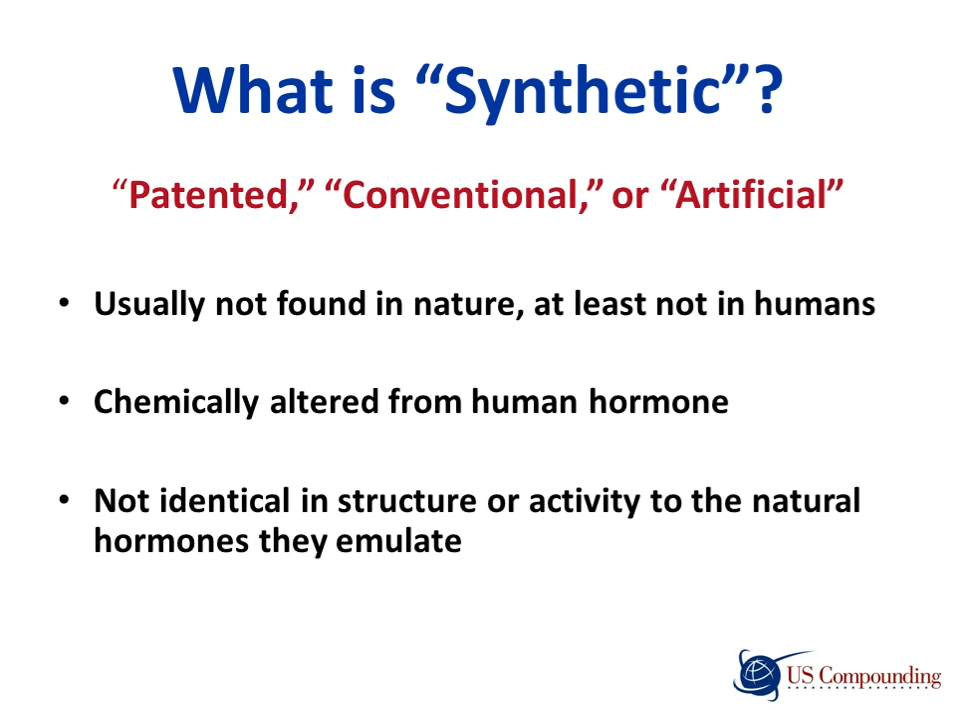 What is “Synthetic”?
“Patented,” “Conventional,” or “Artificial”
• Usually not found in nature, at least not in humans
• Chemically altered from human hormone
• Not identical in structure or activity to the natural
hormones they emulate
US Compounding